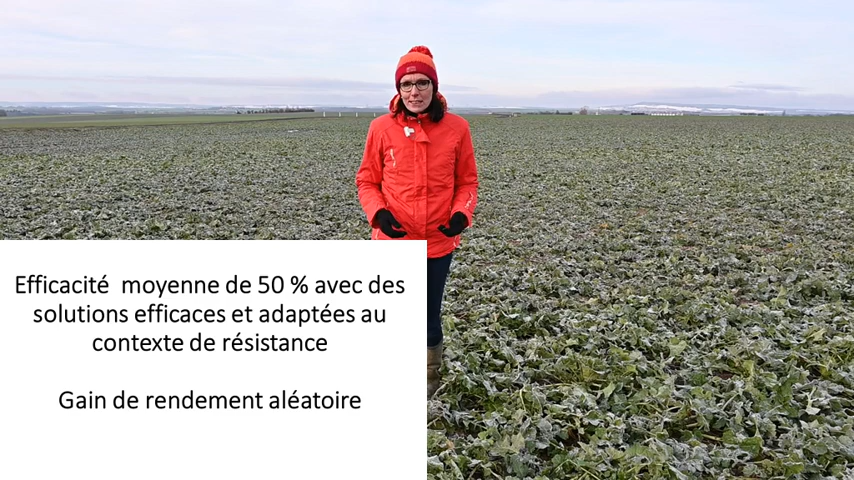 Efficacité moyenne de 50 % avec des
solutions efficaces et adaptées au
contexte de résistance
Gain de rendement aléatoire